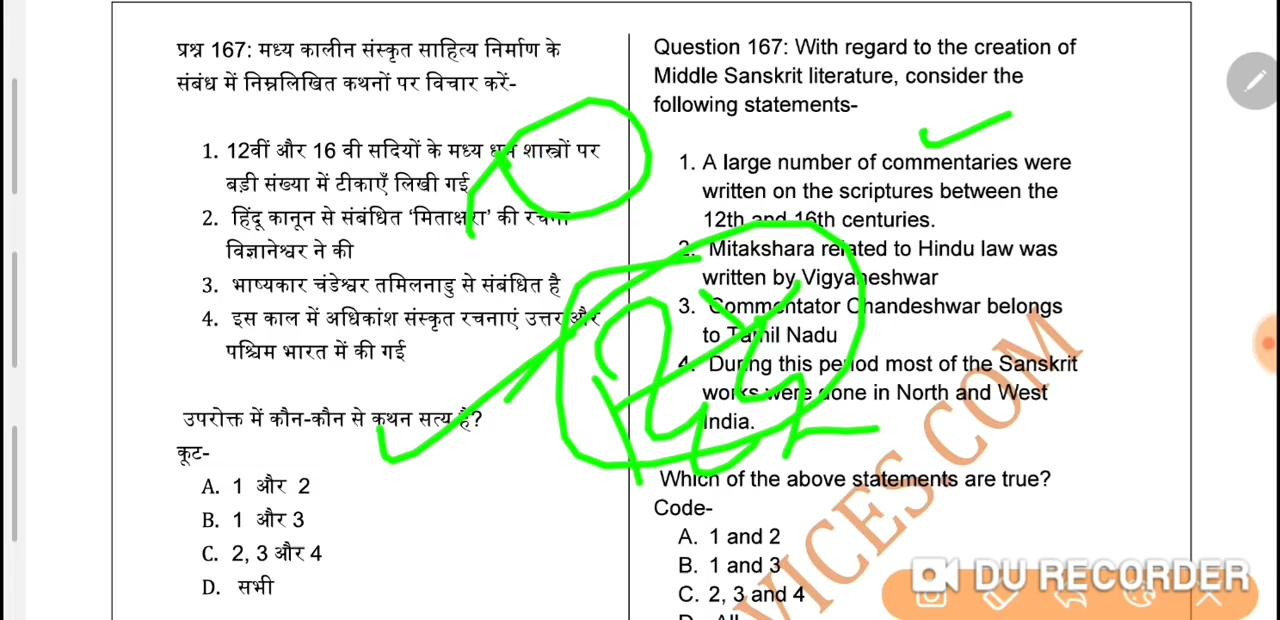 प्रश्न 167: मध्य कालीन संस्कृत साहित्य निर्माण के
संबंध में निम्नलिखित कथनों पर विचार करें-
1. 12वीं और 16 वी सदियों के मध्य धर्म शास्त्रों पर
बड़ी संख्या में टीकाएँ लिखी गई
2. हिंदू कानून से संबंधित ‘मिताक्षरा’ की रचना
विज्ञानेश्वर ने की
3. भाष्यकार चंडेश्वर तमिलनाडु से संबंधित है
4. इस काल में अधिकांश संस्कृत रचनाएं उत्तर और
पश्चिम भारत में की गई
उपरोक्त में कौन-कौन से कथन सत्य है?
कूट-
A. 1 और 2
B. 1 और 3
C. 2, 3 और 4
D. सभी
Question 167: With regard to the creation of
Middle Sanskrit literature, consider the
following statements-
1. A large number of commentaries were
written on the scriptures between the
12th and 16th centuries.
2. Mitakshara related to Hindu law was
written by Vigyaneshwar
3. Commentator Chandeshwar belongs
to Tamil Nadu
4. During this period most of the Sanskrit
works were done in North and West
India.
Which of the above statements are true?
Code-
A. 1 and 2
B. 1 and 3
C. 2, 3 and 4
D. All
VICES.COM
DU RECORDER